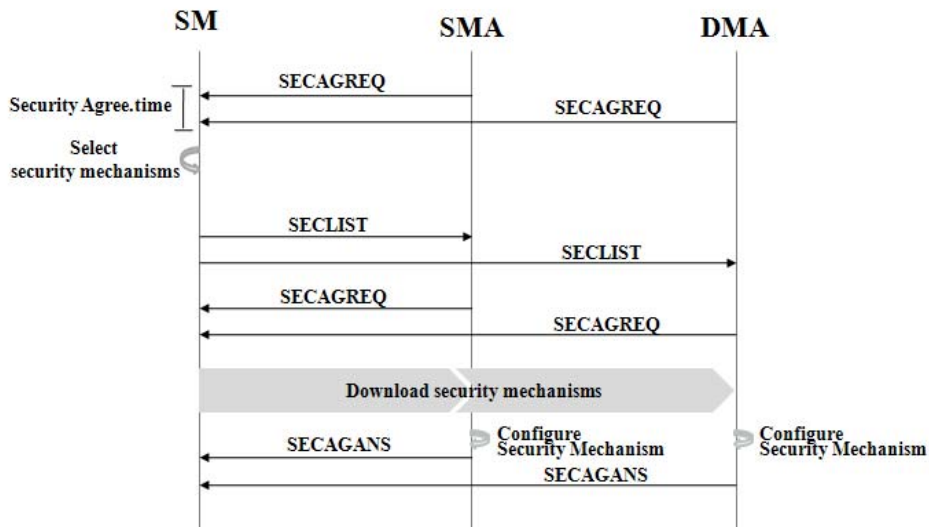 SM
SMA
DMA
SECAGREQ
Security Agree.time
SECAGREQ
Select
security mechanisms
SECLIST
SECLIST
SECAGREQ
SECAGREQ
Download security mechanisms
Configure
Security Mechanism
Configure
Security Mechanism
SECAGANS
SECAGANS